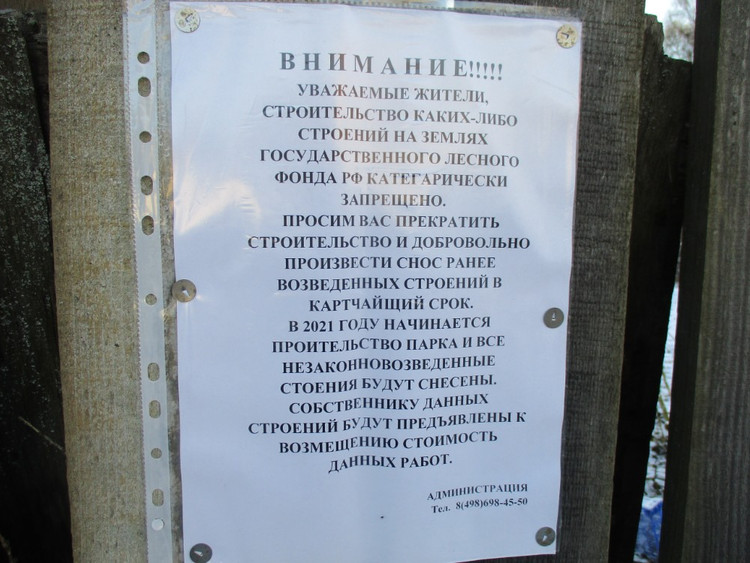 ВНИМАНИЕ!!!!!
УВАЖАЕМЫЕ ЖИТЕЛИ,
СТРОИТЕЛЬСТВО КАКИХ-ЛИБО
СТРОЕНИЙ НА ЗЕМЛЯХ
ГОСУДАРСТВЕННОГО ЛЕСНОГО
ФОНДА РФ КАТЕГАРИЧЕСКИ
ЗАПРЕЩЕНО.
ПРОСИМ ВАС ПРЕКРАТИТЬ
СТРОИТЕЛЬСТВО И ДОБРОВОЛЬНО
ПРОИЗВЕСТИ СНОС РАНЕЕ
ВОЗВЕДЕННЫХ СТРОЕНИЙ В
КАРТЧАЙЩИЙ СРОК.
В 2021 ГОДУ НАЧИНАЕТСЯ
ПРОИТЕЛЬСТВО ПАРКА И ВСЕ
НЕЗАКОННОВОЗВЕДЕННЫЕ
СТОЕНИЯ БУДУТ СНЕСЕНЫ.
СОБСТВЕННИКУ ДАННЫХ
СТРОЕНИЙ БУДУТ ПРЕДЪЯВЛЕНЫ К
ВОЗМЕЩЕНИЮ СТОИМОСТЬ
ДАННЫХ РАБОТ.
АДМИНИСТРАЦИЯ
Тел. 8(498)698-45-50